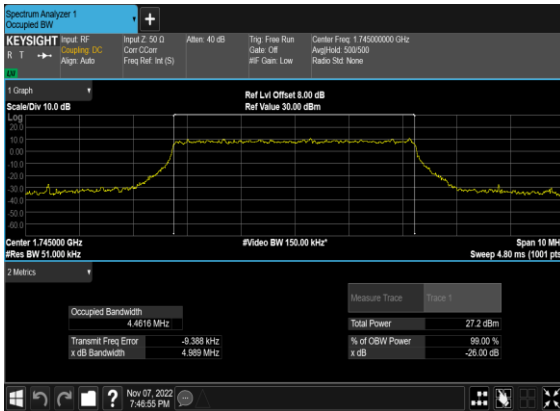 Spectrum Analyzer 1
Occupied BW
KEYSIGHT
R T
LXI
Input: RF
Coupling: DC
Align: Auto
Input Z: 50 Ω
Corr CCorr
Freq Ref: Int (S)
Atten: 40 dB
Trig: Free Run
Gate: Off
#IF Gain: Low
Center Freq: 1.745000000 GHz
Avg|Hold: 500/500
Radio Std: None
1 Graph
Scale/Div 10.0 dB
Ref Lvl Offset 8.00 dB
Ref Value 30.00 dBm
Log
20.0
10.0
0.00
-10.0
-20.0
-30.0
-40.0
-50.0
-60.0
Center 1.745000 GHz
#Res BW 51.000 kHz
#Video BW 150.00 kHz*
Span 10 MH
Sweep 4.80 ms (1001 pts
2 Metrics
Measure Trace
Trace 1
Occupied Bandwidth
4.4616 MHz
Total Power
27.2 dBm
Transmit Freq Error
-9.388 kHz
% of OBW Power
99.00 %
x dB Bandwidth
4.989 MHz
x dB
-26.00 dB
Nov 07, 2022
7:46:55 PM